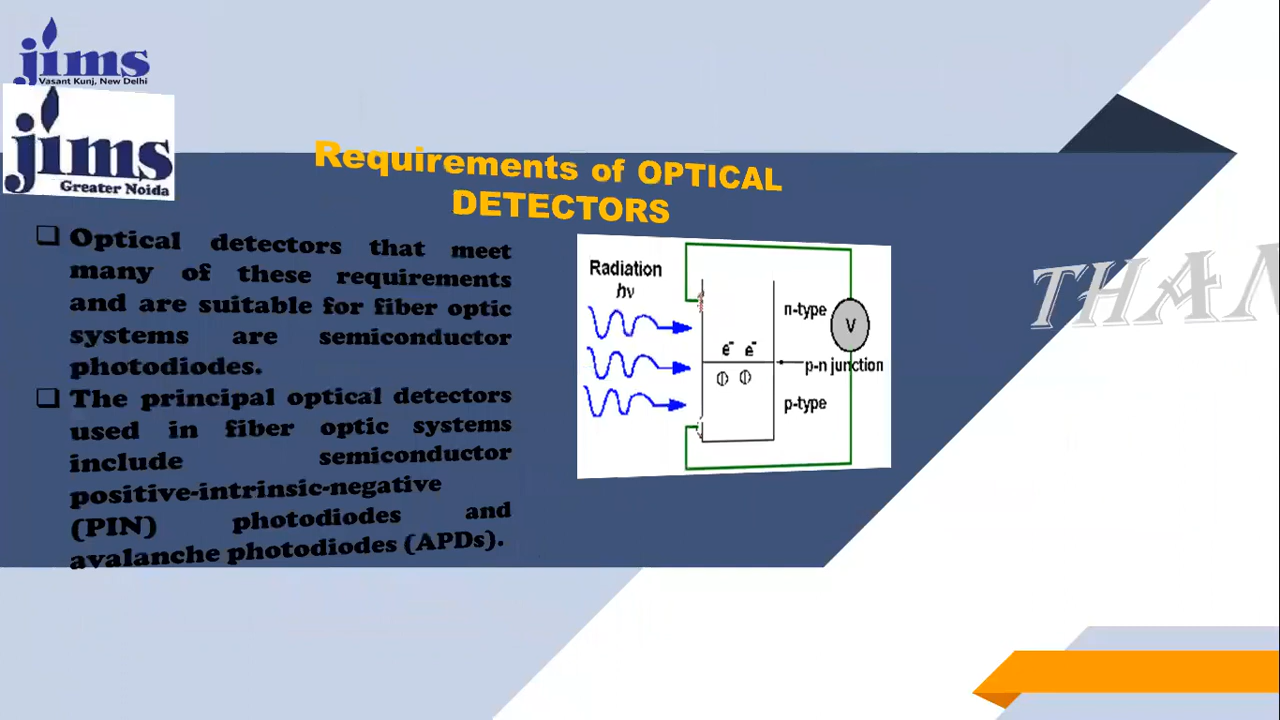 jims
Vasant Kunj, New Delhi
jims
Greater Noida
Requirements of OPTICAL
DETECTORS
Optical detectors that meet
many of these requirements
and are suitable for fiber optic
systems are semiconductor
photodiodes.
The principal optical detectors
used in fiber optic systems
include semiconductor
positive-intrinsic-negative
(PIN) photodiodes and
avalanche photodiodes (APDs).
Radiation
hν
n-type
V
e⁻ e⁻
p-n junction
p-type